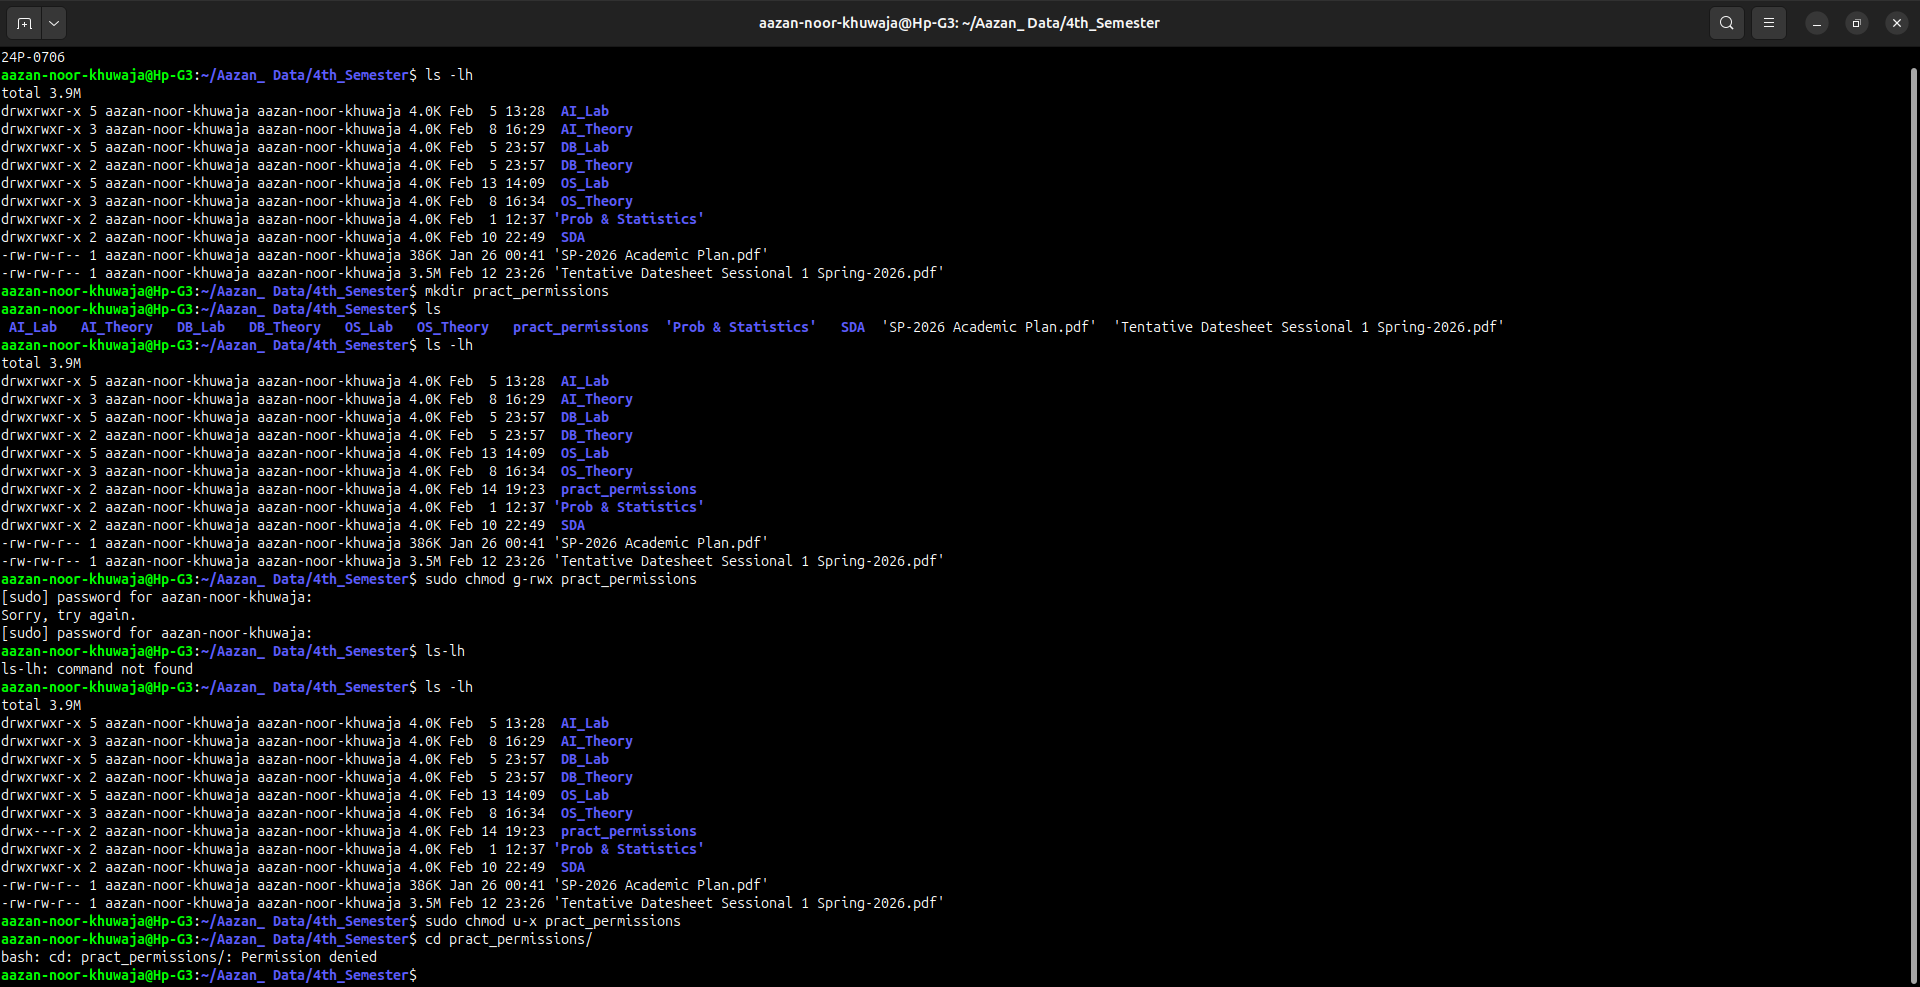 aazan-noor-khuwaja@Hp-G3: ~/Aazan_ Data/4th_Semester
24P-0706
aazan-noor-khuwaja@Hp-G3:~/Aazan_ Data/4th_Semester$ ls -lh
total 3.9M
drwxrwxr-x 5 aazan-noor-khuwaja aazan-noor-khuwaja 4.0K Feb  5 13:28  AI_Lab
drwxrwxr-x 3 aazan-noor-khuwaja aazan-noor-khuwaja 4.0K Feb  8 16:29  AI_Theory
drwxrwxr-x 5 aazan-noor-khuwaja aazan-noor-khuwaja 4.0K Feb  5 23:57  DB_Lab
drwxrwxr-x 2 aazan-noor-khuwaja aazan-noor-khuwaja 4.0K Feb  5 23:57  DB_Theory
drwxrwxr-x 5 aazan-noor-khuwaja aazan-noor-khuwaja 4.0K Feb 13 14:09  OS_Lab
drwxrwxr-x 3 aazan-noor-khuwaja aazan-noor-khuwaja 4.0K Feb  8 16:34  OS_Theory
drwxrwxr-x 2 aazan-noor-khuwaja aazan-noor-khuwaja 4.0K Feb  1 12:37 'Prob & Statistics'
drwxrwxr-x 2 aazan-noor-khuwaja aazan-noor-khuwaja 4.0K Feb 10 22:49  SDA
-rw-rw-r-- 1 aazan-noor-khuwaja aazan-noor-khuwaja 386K Jan 26 00:41 'SP-2026 Academic Plan.pdf'
-rw-rw-r-- 1 aazan-noor-khuwaja aazan-noor-khuwaja 3.5M Feb 12 23:26 'Tentative Datesheet Sessional 1 Spring-2026.pdf'
aazan-noor-khuwaja@Hp-G3:~/Aazan_ Data/4th_Semester$ mkdir pract_permissions
aazan-noor-khuwaja@Hp-G3:~/Aazan_ Data/4th_Semester$ ls
 AI_Lab   AI_Theory   DB_Lab   DB_Theory   OS_Lab   OS_Theory   pract_permissions  'Prob & Statistics'   SDA  'SP-2026 Academic Plan.pdf'  'Tentative Datesheet Sessional 1 Spring-2026.pdf'
aazan-noor-khuwaja@Hp-G3:~/Aazan_ Data/4th_Semester$ ls -lh
total 3.9M
drwxrwxr-x 5 aazan-noor-khuwaja aazan-noor-khuwaja 4.0K Feb  5 13:28  AI_Lab
drwxrwxr-x 3 aazan-noor-khuwaja aazan-noor-khuwaja 4.0K Feb  8 16:29  AI_Theory
drwxrwxr-x 5 aazan-noor-khuwaja aazan-noor-khuwaja 4.0K Feb  5 23:57  DB_Lab
drwxrwxr-x 2 aazan-noor-khuwaja aazan-noor-khuwaja 4.0K Feb  5 23:57  DB_Theory
drwxrwxr-x 5 aazan-noor-khuwaja aazan-noor-khuwaja 4.0K Feb 13 14:09  OS_Lab
drwxrwxr-x 3 aazan-noor-khuwaja aazan-noor-khuwaja 4.0K Feb  8 16:34  OS_Theory
drwxrwxr-x 2 aazan-noor-khuwaja aazan-noor-khuwaja 4.0K Feb 14 19:23  pract_permissions
drwxrwxr-x 2 aazan-noor-khuwaja aazan-noor-khuwaja 4.0K Feb  1 12:37 'Prob & Statistics'
drwxrwxr-x 2 aazan-noor-khuwaja aazan-noor-khuwaja 4.0K Feb 10 22:49  SDA
-rw-rw-r-- 1 aazan-noor-khuwaja aazan-noor-khuwaja 386K Jan 26 00:41 'SP-2026 Academic Plan.pdf'
-rw-rw-r-- 1 aazan-noor-khuwaja aazan-noor-khuwaja 3.5M Feb 12 23:26 'Tentative Datesheet Sessional 1 Spring-2026.pdf'
aazan-noor-khuwaja@Hp-G3:~/Aazan_ Data/4th_Semester$ sudo chmod g-rwx pract_permissions
[sudo] password for aazan-noor-khuwaja:
Sorry, try again.
[sudo] password for aazan-noor-khuwaja:
aazan-noor-khuwaja@Hp-G3:~/Aazan_ Data/4th_Semester$ ls-lh
ls-lh: command not found
aazan-noor-khuwaja@Hp-G3:~/Aazan_ Data/4th_Semester$ ls -lh
total 3.9M
drwxrwxr-x 5 aazan-noor-khuwaja aazan-noor-khuwaja 4.0K Feb  5 13:28  AI_Lab
drwxrwxr-x 3 aazan-noor-khuwaja aazan-noor-khuwaja 4.0K Feb  8 16:29  AI_Theory
drwxrwxr-x 5 aazan-noor-khuwaja aazan-noor-khuwaja 4.0K Feb  5 23:57  DB_Lab
drwxrwxr-x 2 aazan-noor-khuwaja aazan-noor-khuwaja 4.0K Feb  5 23:57  DB_Theory
drwxrwxr-x 5 aazan-noor-khuwaja aazan-noor-khuwaja 4.0K Feb 13 14:09  OS_Lab
drwxrwxr-x 3 aazan-noor-khuwaja aazan-noor-khuwaja 4.0K Feb  8 16:34  OS_Theory
drwx---r-x 2 aazan-noor-khuwaja aazan-noor-khuwaja 4.0K Feb 14 19:23  pract_permissions
drwxrwxr-x 2 aazan-noor-khuwaja aazan-noor-khuwaja 4.0K Feb  1 12:37 'Prob & Statistics'
drwxrwxr-x 2 aazan-noor-khuwaja aazan-noor-khuwaja 4.0K Feb 10 22:49  SDA
-rw-rw-r-- 1 aazan-noor-khuwaja aazan-noor-khuwaja 386K Jan 26 00:41 'SP-2026 Academic Plan.pdf'
-rw-rw-r-- 1 aazan-noor-khuwaja aazan-noor-khuwaja 3.5M Feb 12 23:26 'Tentative Datesheet Sessional 1 Spring-2026.pdf'
aazan-noor-khuwaja@Hp-G3:~/Aazan_ Data/4th_Semester$ sudo chmod u-x pract_permissions
aazan-noor-khuwaja@Hp-G3:~/Aazan_ Data/4th_Semester$ cd pract_permissions/
bash: cd: pract_permissions/: Permission denied
aazan-noor-khuwaja@Hp-G3:~/Aazan_ Data/4th_Semester$